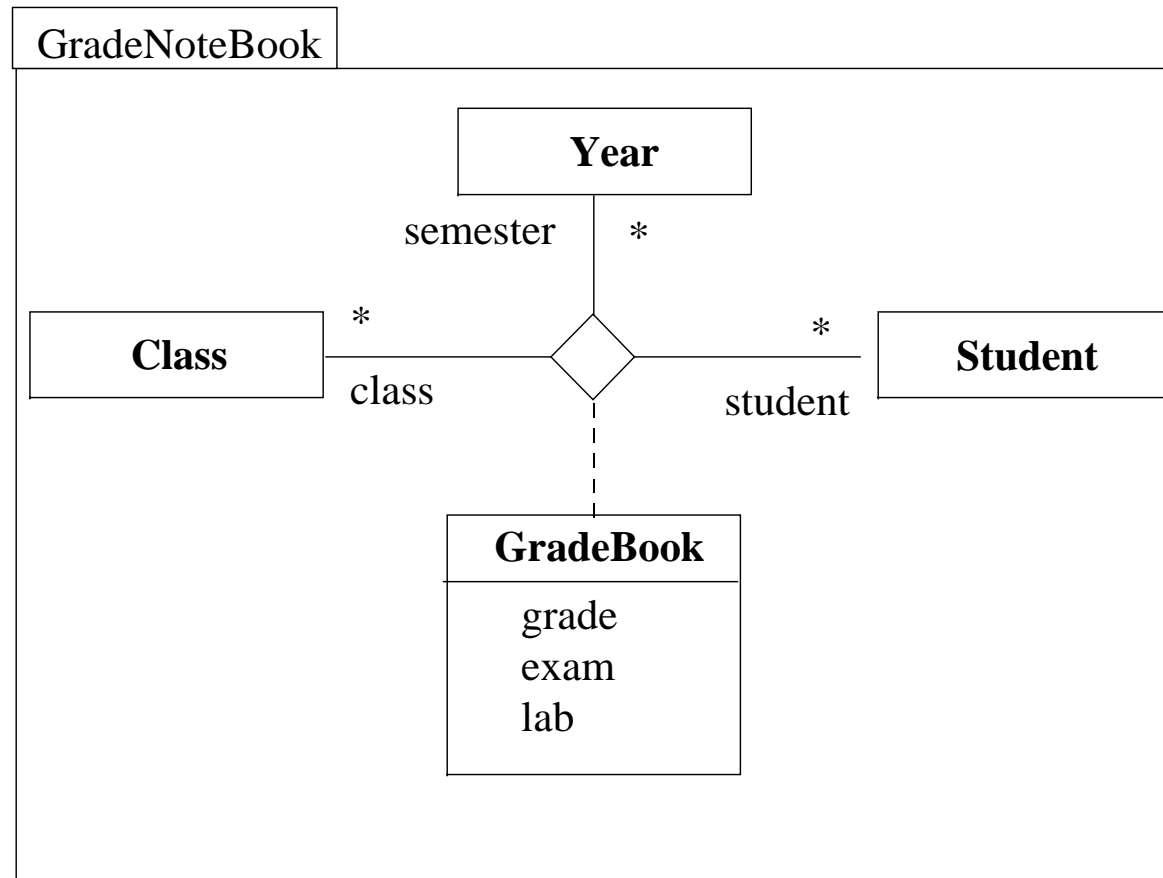 GradeNoteBook
Year
semester *
* *
Class Student
class student
GradeBook
grade
exam
lab